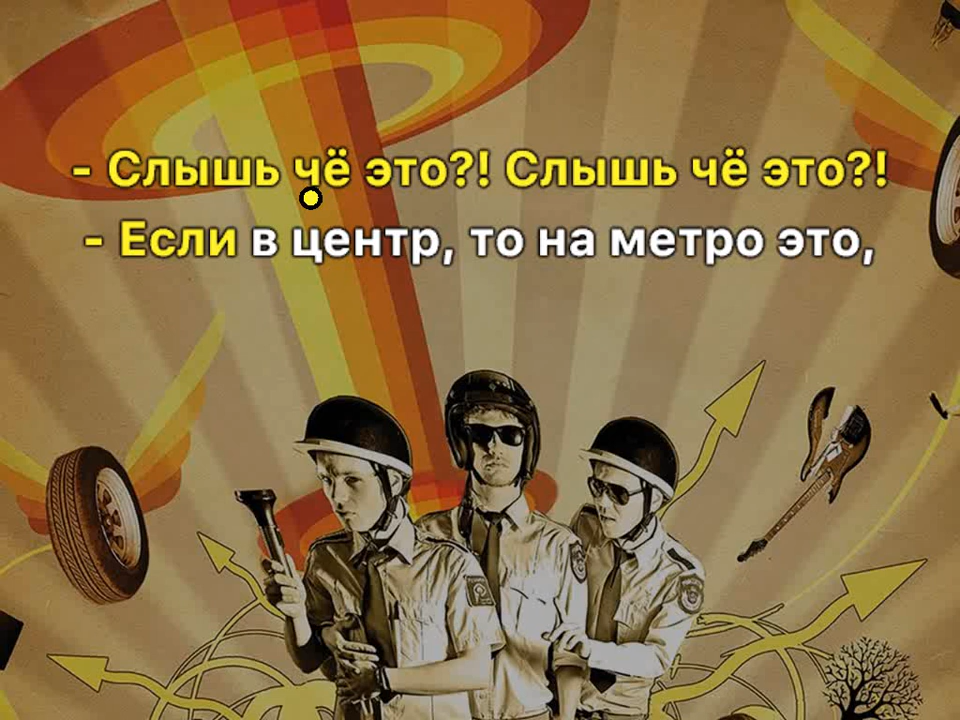 - Слышь чё это?! Слышь чё это?!
- Если в центр, то на метро это,